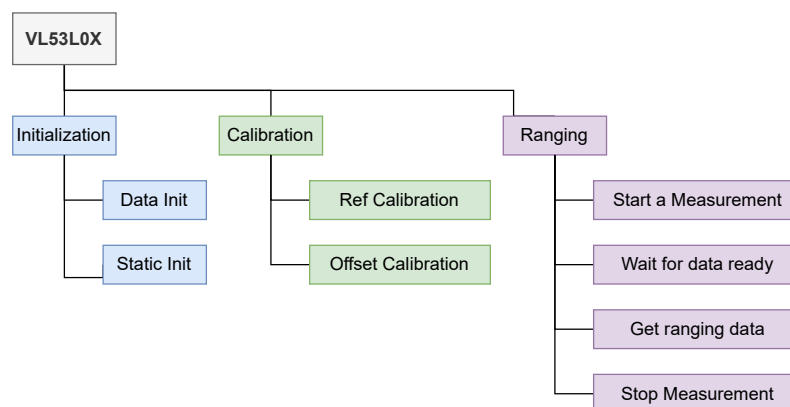 VL53L0X
Initialization
Calibration
Ranging
Data Init
Ref Calibration
Start a Measurement
Static Init
Offset Calibration
Wait for data ready
Get ranging data
Stop Measurement